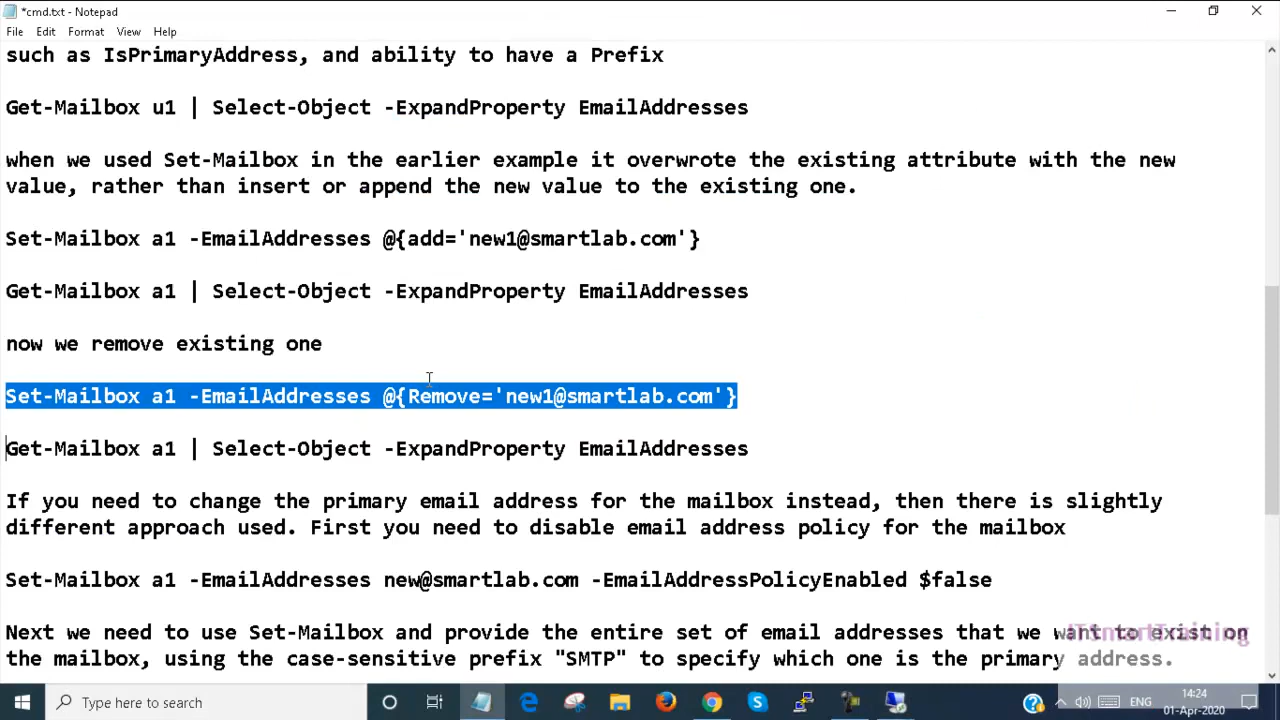 *cmd.txt - Notepad
File Edit Format View Help
such as IsPrimaryAddress, and ability to have a Prefix
Get-Mailbox u1 | Select-Object -ExpandProperty EmailAddresses
when we used Set-Mailbox in the earlier example it overwrote the existing attribute with the new
value, rather than insert or append the new value to the existing one.
Set-Mailbox a1 -EmailAddresses @{add='new1@smartlab.com'}
Get-Mailbox a1 | Select-Object -ExpandProperty EmailAddresses
now we remove existing one
Set-Mailbox a1 -EmailAddresses @{Remove='new1@smartlab.com'}
Get-Mailbox a1 | Select-Object -ExpandProperty EmailAddresses
If you need to change the primary email address for the mailbox instead, then there is slightly
different approach used. First you need to disable email address policy for the mailbox
Set-Mailbox a1 -EmailAddresses new@smartlab.com -EmailAddressPolicyEnabled $false
Next we need to use Set-Mailbox and provide the entire set of email addresses that we want to exist on
the mailbox, using the case-sensitive prefix "SMTP" to specify which one is the primary address.
Type here to search
ENG
14:24
01-Apr-2020